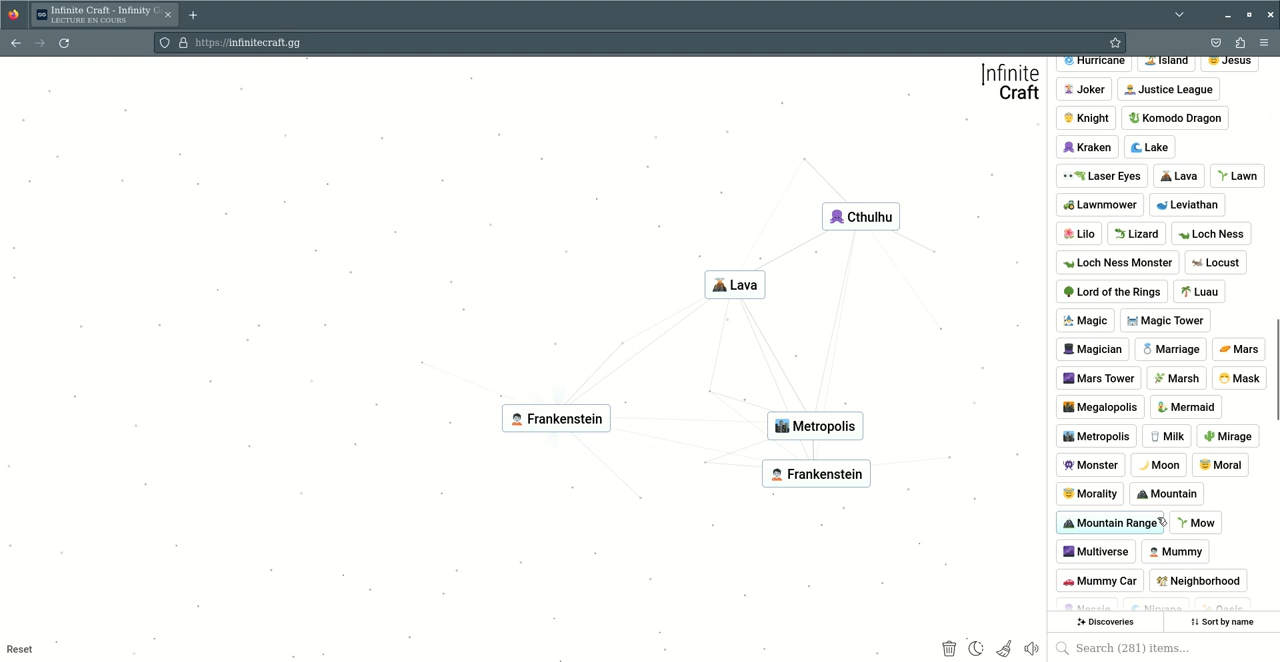 Infinite Craft - Infinity C
LECTURE EN COURS
https://infinitecraft.gg
Infinite
Craft
Cthulhu
Lava
Frankenstein
Metropolis
Frankenstein
Reset
Hurricane Island Jesus
Joker Justice League
Knight Komodo Dragon
Kraken Lake
Laser Eyes Lava Lawn
Lawnmower Leviathan
Lilo Lizard Loch Ness
Loch Ness Monster Locust
Lord of the Rings Luau
Magic Magic Tower
Magician Marriage Mars
Mars Tower Marsh Mask
Megalopolis Mermaid
Metropolis Milk Mirage
Monster Moon Moral
Morality Mountain
Mountain Range Mow
Multiverse Mummy
Mummy Car Neighborhood
Nessie Nirvana Oasis
Discoveries Sort by name
Search (281) items...